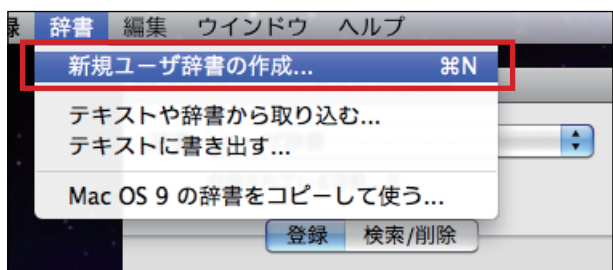 録 辞書 編集 ウインドウ ヘルプ
新規ユーザ辞書の作成... ⌘N
テキストや辞書から取り込む...
テキストに書き出す...
Mac OS 9 の辞書をコピーして使う...
登録 検索/削除